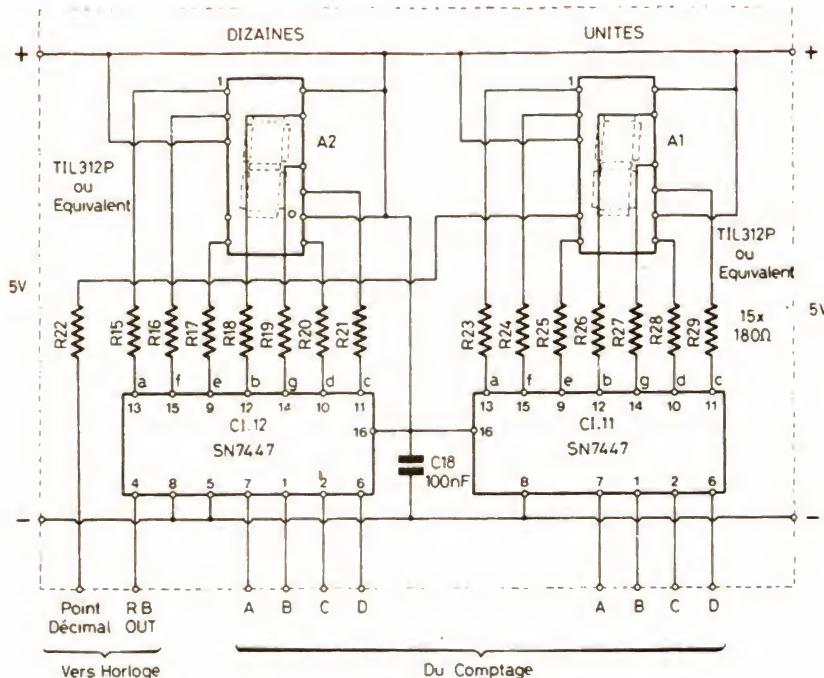 DIZAINES
UNITES
+
+
1
1
A2
A1
TIL312P
ou
Equivalent
TIL312P
ou
Equivalent
5V
5V
R22
R15
R16
R17
R18
R19
R20
R21
R23
R24
R25
R26
R27
R28
R29
15x
180Ω
a f e b g d c
a f e b g d c
13 15 9 12 14 10 11
13 15 9 12 14 10 11
CI.12
SN7447
16
CI.11
SN7447
16
C18
100nF
4 8 5 7 1 2 6
8 7 1 2 6
-
-
Point
Décimal
RB
OUT
A B C D
A B C D
Vers Horloge
Du Comptage